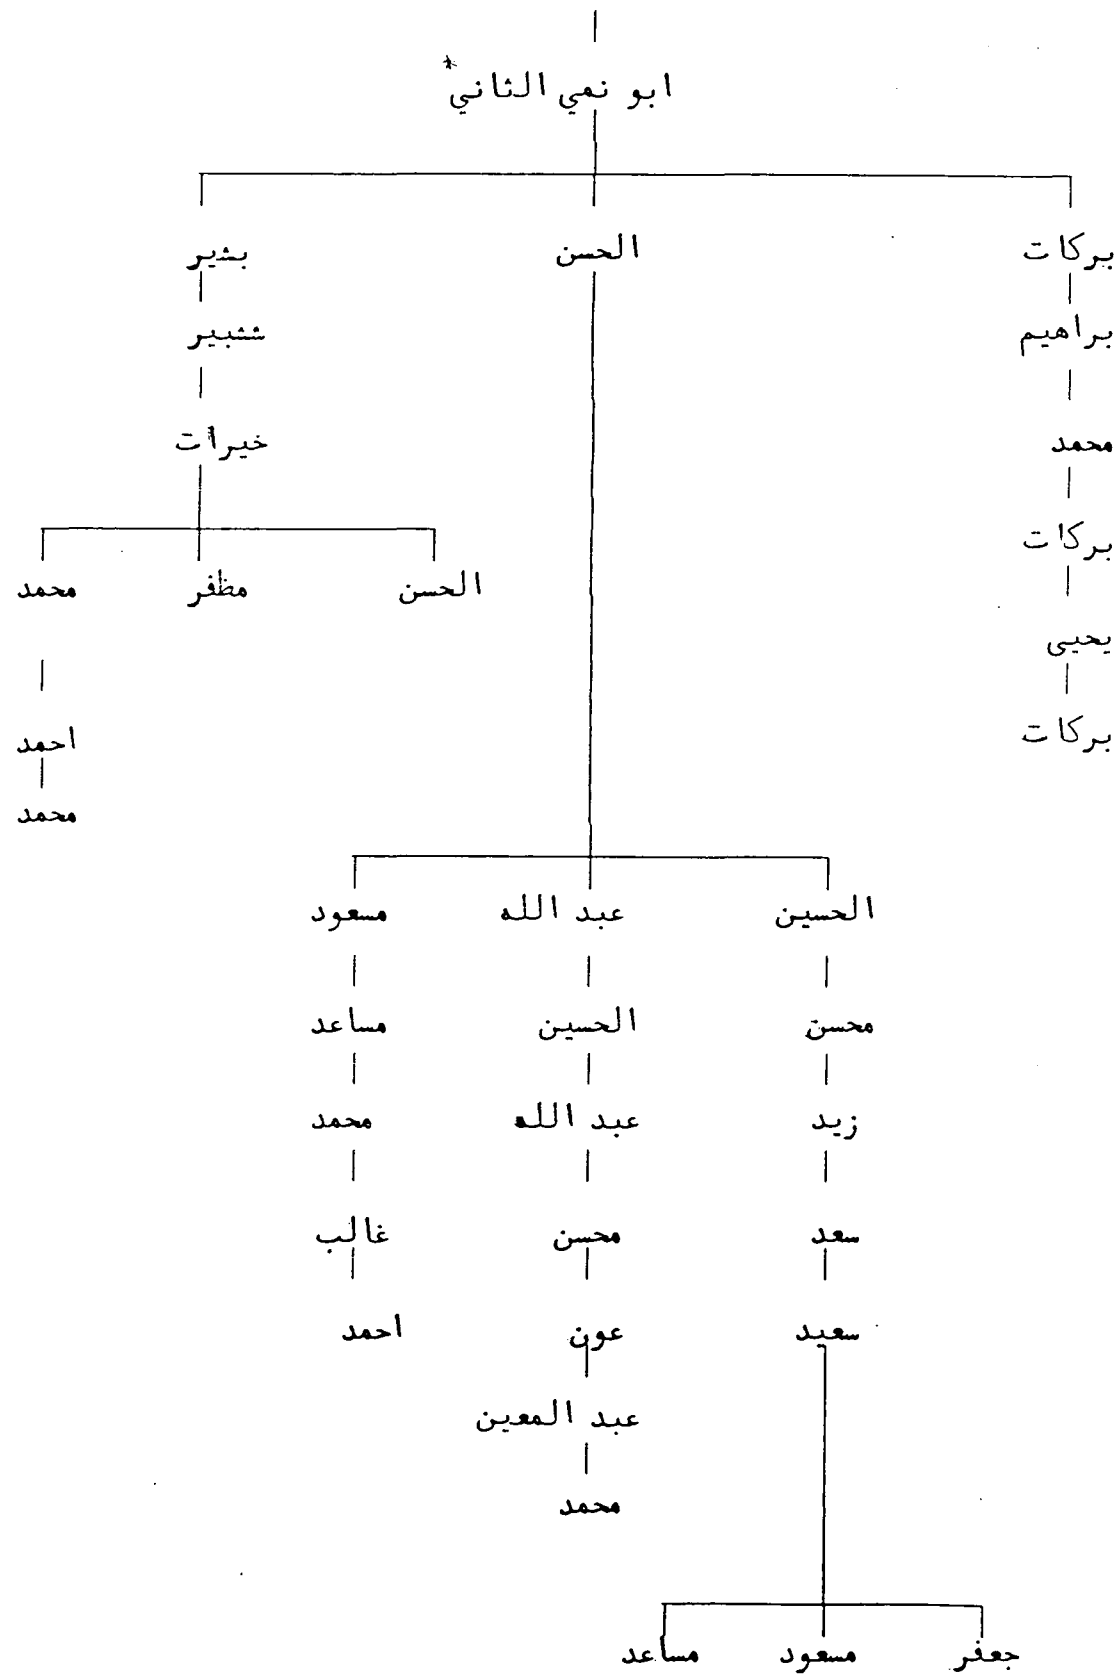 ابو نمي الثاني*
بركات الحسن بشير
براهيم شنبير
محمد خيرات
بركات
الحسن مظفر محمد
يحيى
بركات احمد
محمد
الحسين عبد الله مسعود
محسن الحسين مساعد
زيد عبد الله محمد
سعد محسن غالب
سعيد عون احمد
عبد المعين
محمد
جعفر مسعود مساعد